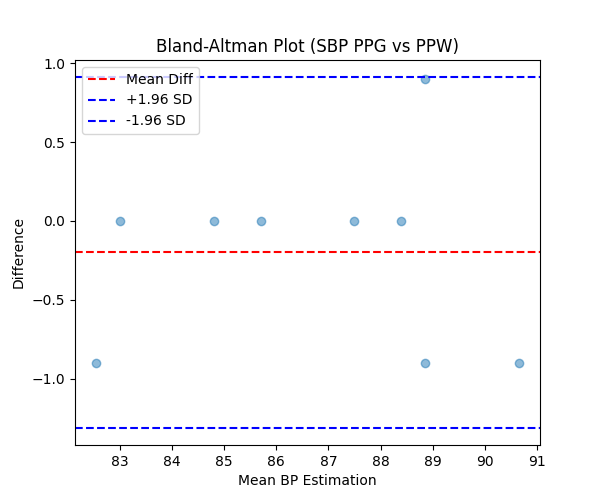 Bland-Altman Plot (SBP PPG vs PPW)
1.0
0.5
0.0
−0.5
−1.0
Difference
Mean Diff
+1.96 SD
-1.96 SD
83 84 85 86 87 88 89 90 91
Mean BP Estimation